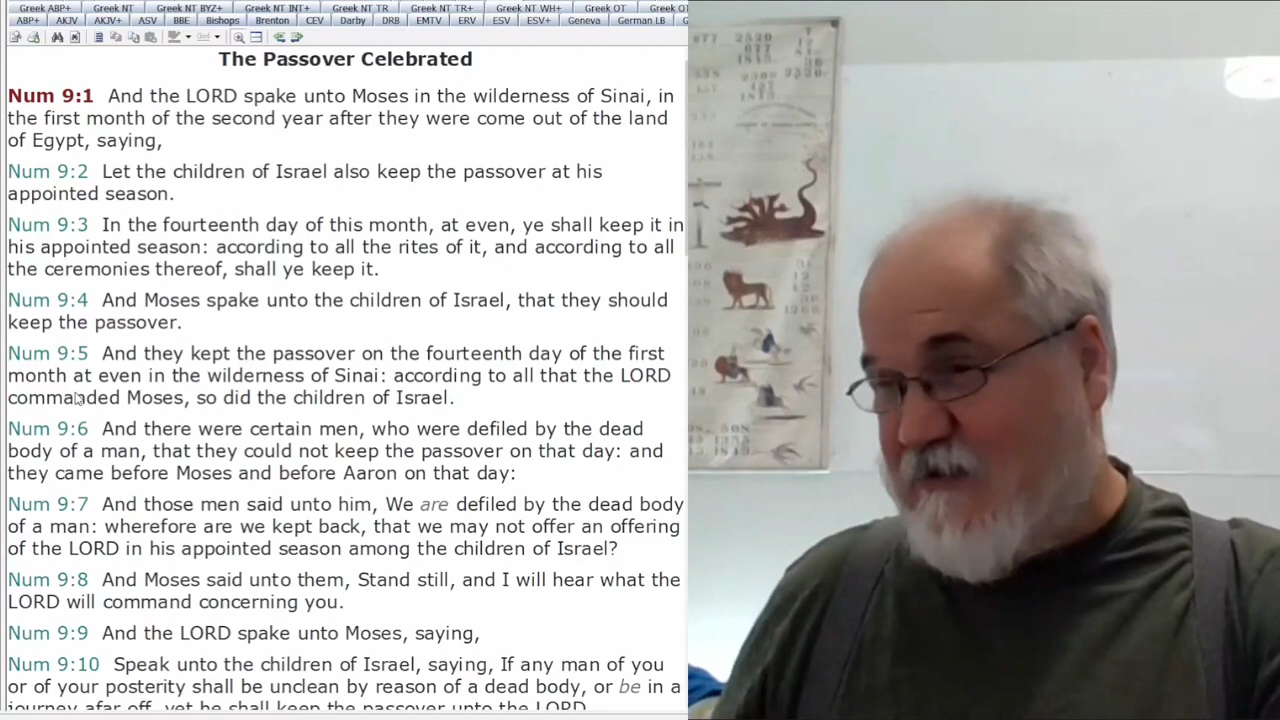 Greek ABP+ Greek NT Greek NT BYZ+ Greek NT INT+ Greek NT TR Greek NT TR+ Greek NT WH+ Greek OT
ABP+ AKJV AKJV+ ASV BBE Bishops Brenton CEV Darby DRB EMTV ERV ESV ESV+ Geneva German LB
The Passover Celebrated
Num 9:1 And the LORD spake unto Moses in the wilderness of Sinai, in
the first month of the second year after they were come out of the land
of Egypt, saying,
Num 9:2 Let the children of Israel also keep the passover at his
appointed season.
Num 9:3 In the fourteenth day of this month, at even, ye shall keep it in
his appointed season: according to all the rites of it, and according to all
the ceremonies thereof, shall ye keep it.
Num 9:4 And Moses spake unto the children of Israel, that they should
keep the passover.
Num 9:5 And they kept the passover on the fourteenth day of the first
month at even in the wilderness of Sinai: according to all that the LORD
commanded Moses, so did the children of Israel.
Num 9:6 And there were certain men, who were defiled by the dead
body of a man, that they could not keep the passover on that day: and
they came before Moses and before Aaron on that day:
Num 9:7 And those men said unto him, We are defiled by the dead body
of a man: wherefore are we kept back, that we may not offer an offering
of the LORD in his appointed season among the children of Israel?
Num 9:8 And Moses said unto them, Stand still, and I will hear what the
LORD will command concerning you.
Num 9:9 And the LORD spake unto Moses, saying,
Num 9:10 Speak unto the children of Israel, saying, If any man of you
or of your posterity shall be unclean by reason of a dead body, or be in a
journey afar off, yet he shall keep the passover unto the LORD
677 2520
677
1843